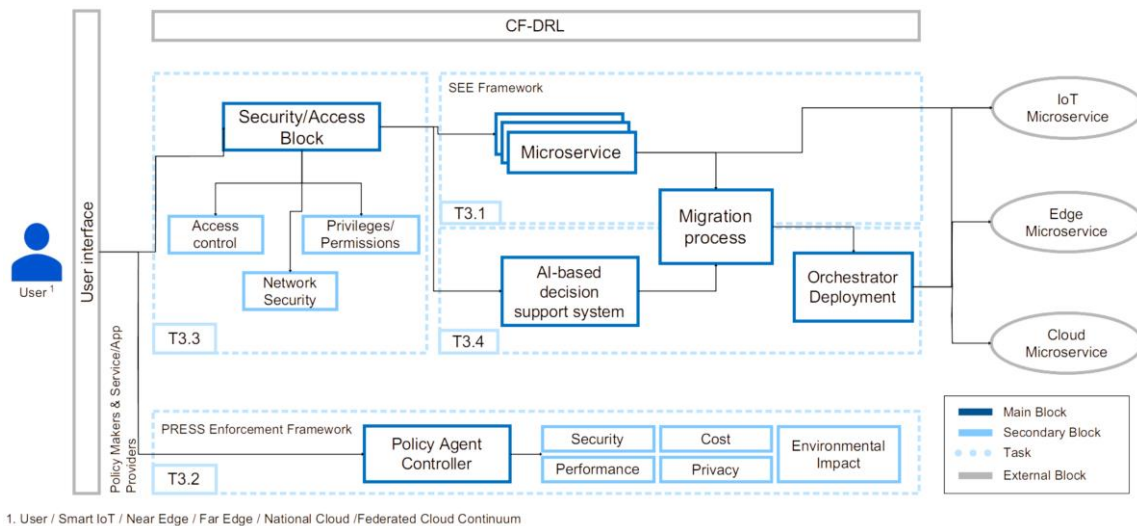 CF-DRL
SEE Framework
Security/Access
Block
Microservice
IoT
Microservice
Access
control
Privileges/
Permissions
Network
Security
T3.1
Migration
process
Edge
Microservice
User interface
User 1
AI-based
decision
support system
Orchestrator
Deployment
T3.3
T3.4
Cloud
Microservice
Policy Makers & Service/App
Providers
PRESS Enforcement Framework
Policy Agent
Controller
Security
Cost
Environmental
Impact
Performance
Privacy
T3.2
Main Block
Secondary Block
Task
External Block
1. User / Smart IoT / Near Edge / Far Edge / National Cloud /Federated Cloud Continuum